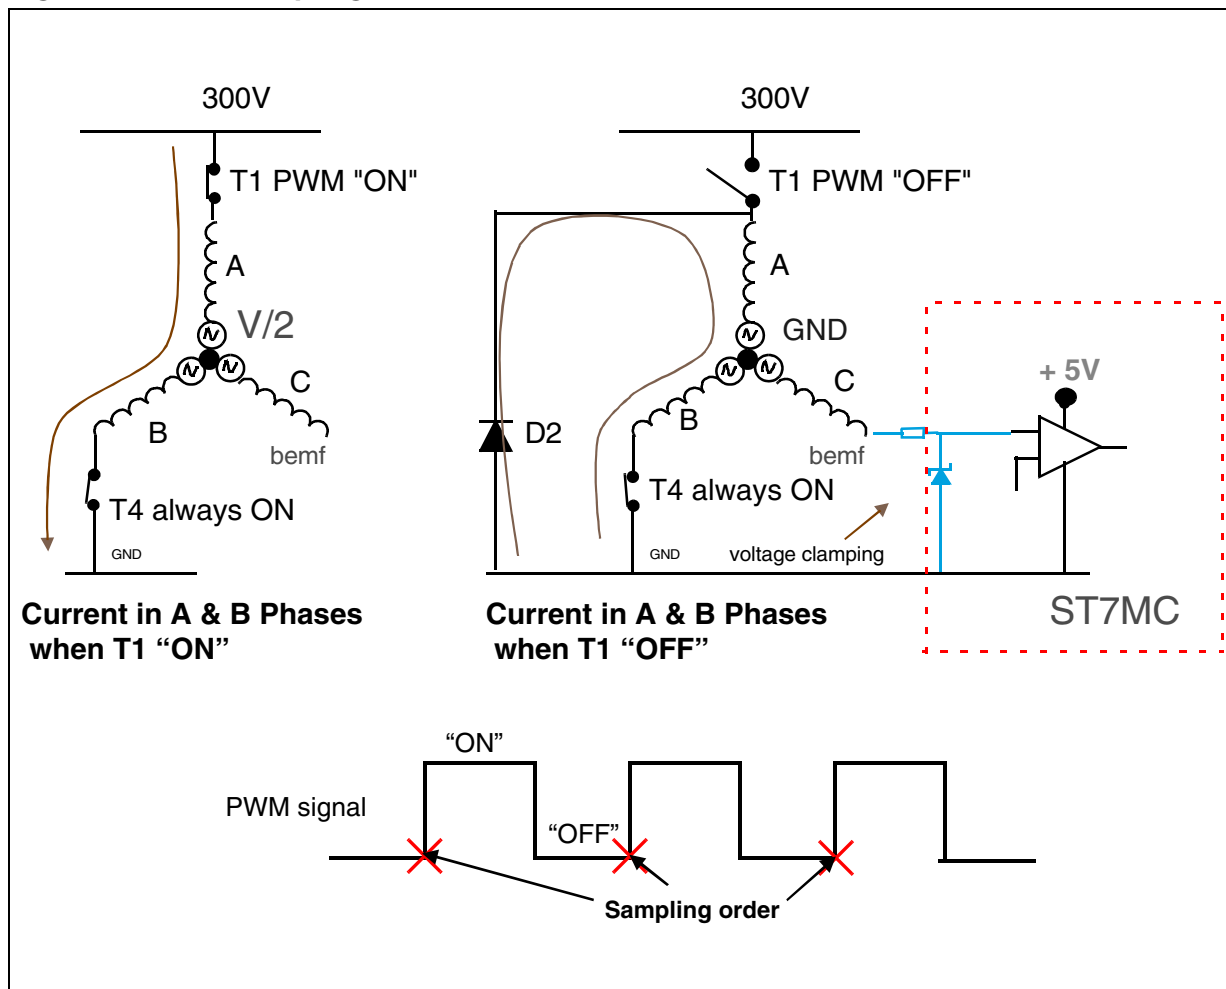 300V
T1 PWM "ON"
A
V/2
C
B
bemf
T4 always ON
GND
Current in A & B Phases
when T1 “ON”
300V
T1 PWM "OFF"
A
GND
C
B
D2
bemf
T4 always ON
GND
voltage clamping
+ 5V
ST7MC
Current in A & B Phases
when T1 “OFF”
“ON”
PWM signal
“OFF”
Sampling order